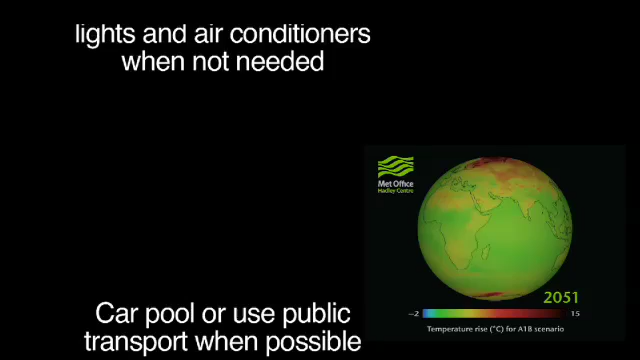 lights and air conditioners
when not needed
Met Office
Hadley Centre
2051
−2
15
Temperature rise (°C) for A1B scenario
Car pool or use public
transport when possible